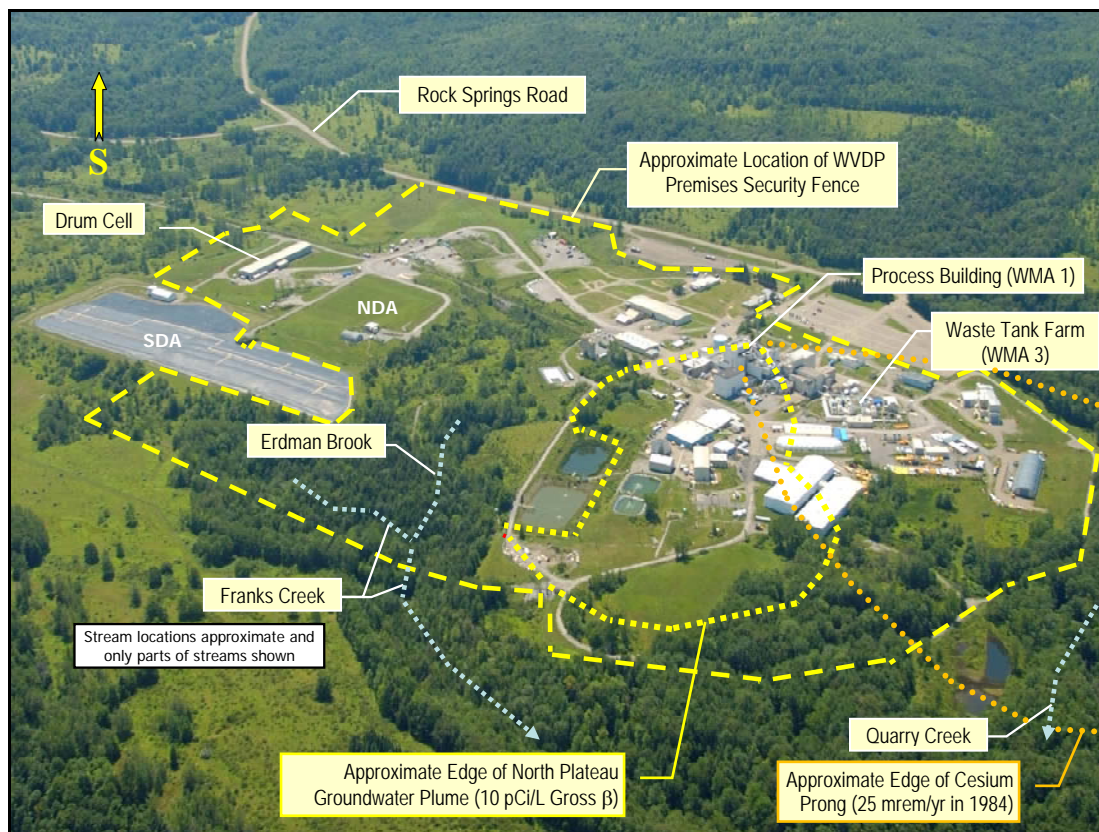 Rock Springs Road
S
Approximate Location of WVDP
Premises Security Fence
Drum Cell
Process Building (WMA 1)
NDA
SDA
Waste Tank Farm
(WMA 3)
Erdman Brook
Franks Creek
Stream locations approximate and
only parts of streams shown
Quarry Creek
Approximate Edge of North Plateau
Groundwater Plume (10 pCi/L Gross β)
Approximate Edge of Cesium
Prong (25 mrem/yr in 1984)